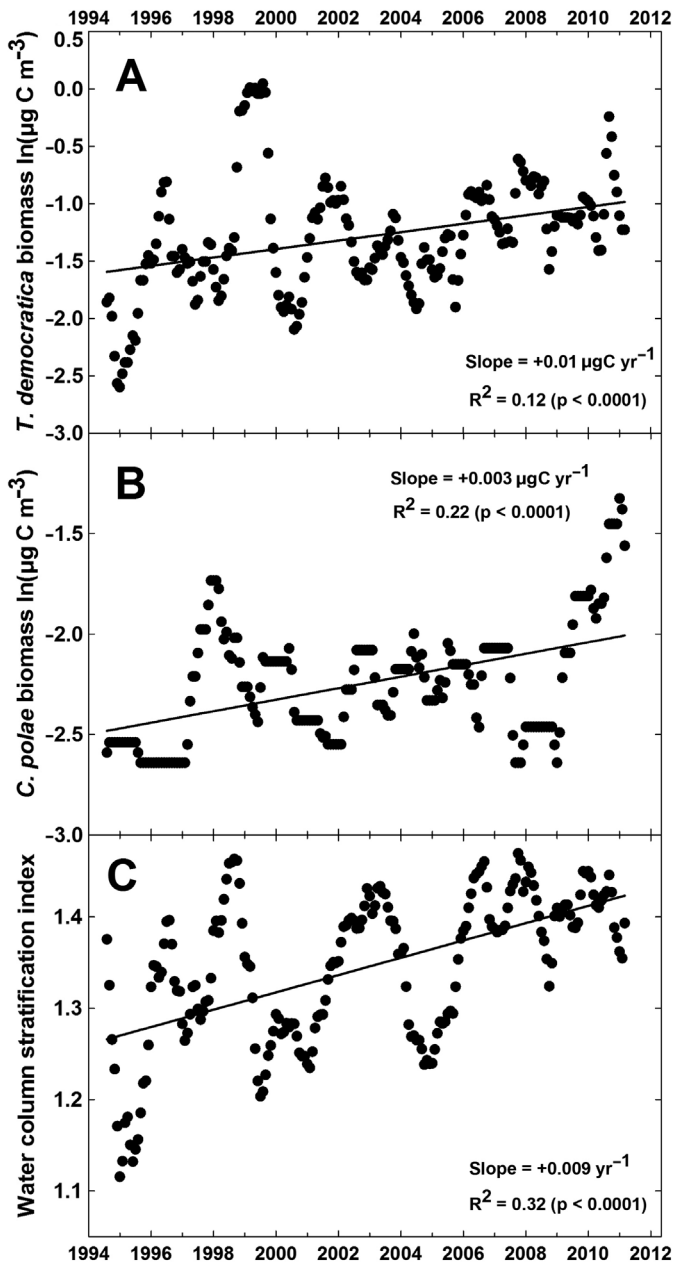 1994 1996 1998 2000 2002 2004 2006 2008 2010 2012
0.5
A
0.0
−0.5
−1.0
−1.5
−2.0
−2.5
−3.0
T. democratica biomass ln(µg C m⁻³)
Slope = +0.01 µgC yr⁻¹
R² = 0.12 (p < 0.0001)
B
Slope = +0.003 µgC yr⁻¹
R² = 0.22 (p < 0.0001)
−1.5
−2.0
−2.5
−3.0
C. polae biomass ln(µg C m⁻³)
C
1.4
1.3
1.2
1.1
Water column stratification index
Slope = +0.009 yr⁻¹
R² = 0.32 (p < 0.0001)
1994 1996 1998 2000 2002 2004 2006 2008 2010 2012